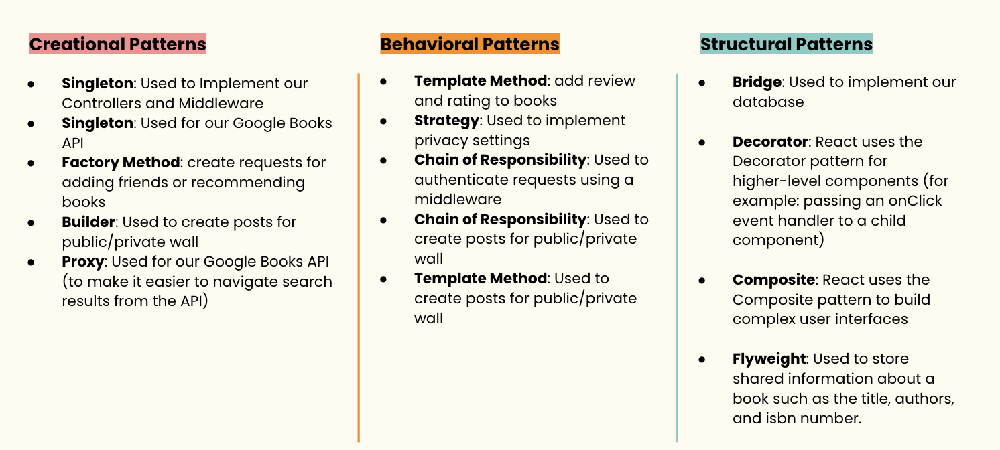 Creational Patterns
● Singleton: Used to Implement our
Controllers and Middleware
● Singleton: Used for our Google Books
API
● Factory Method: create requests for
adding friends or recommending
books
● Builder: Used to create posts for
public/private wall
● Proxy: Used for our Google Books API
(to make it easier to navigate search
results from the API)
Behavioral Patterns
● Template Method: add review
and rating to books
● Strategy: Used to implement
privacy settings
● Chain of Responsibility: Used to
authenticate requests using a
middleware
● Chain of Responsibility: Used to
create posts for public/private
wall
● Template Method: Used to
create posts for public/private
wall
Structural Patterns
● Bridge: Used to implement our
database
● Decorator: React uses the
Decorator pattern for
higher-level components (for
example: passing an onClick
event handler to a child
component)
● Composite: React uses the
Composite pattern to build
complex user interfaces
● Flyweight: Used to store
shared information about a
book such as the title, authors,
and isbn number.